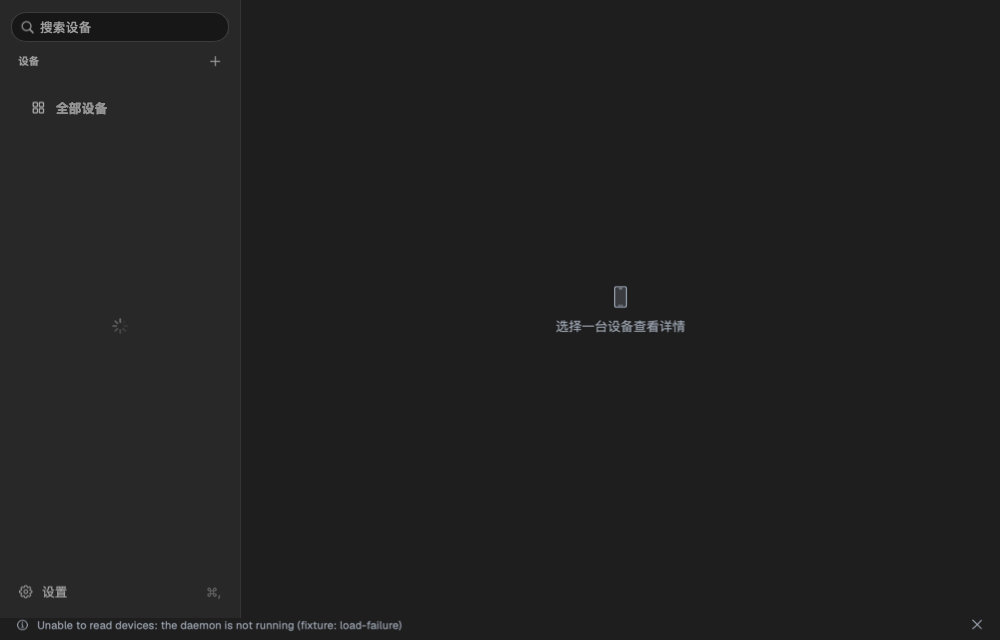 搜索设备
设备
全部设备
选择一台设备查看详情
设置 ⌘,
Unable to read devices: the daemon is not running (fixture: load-failure)